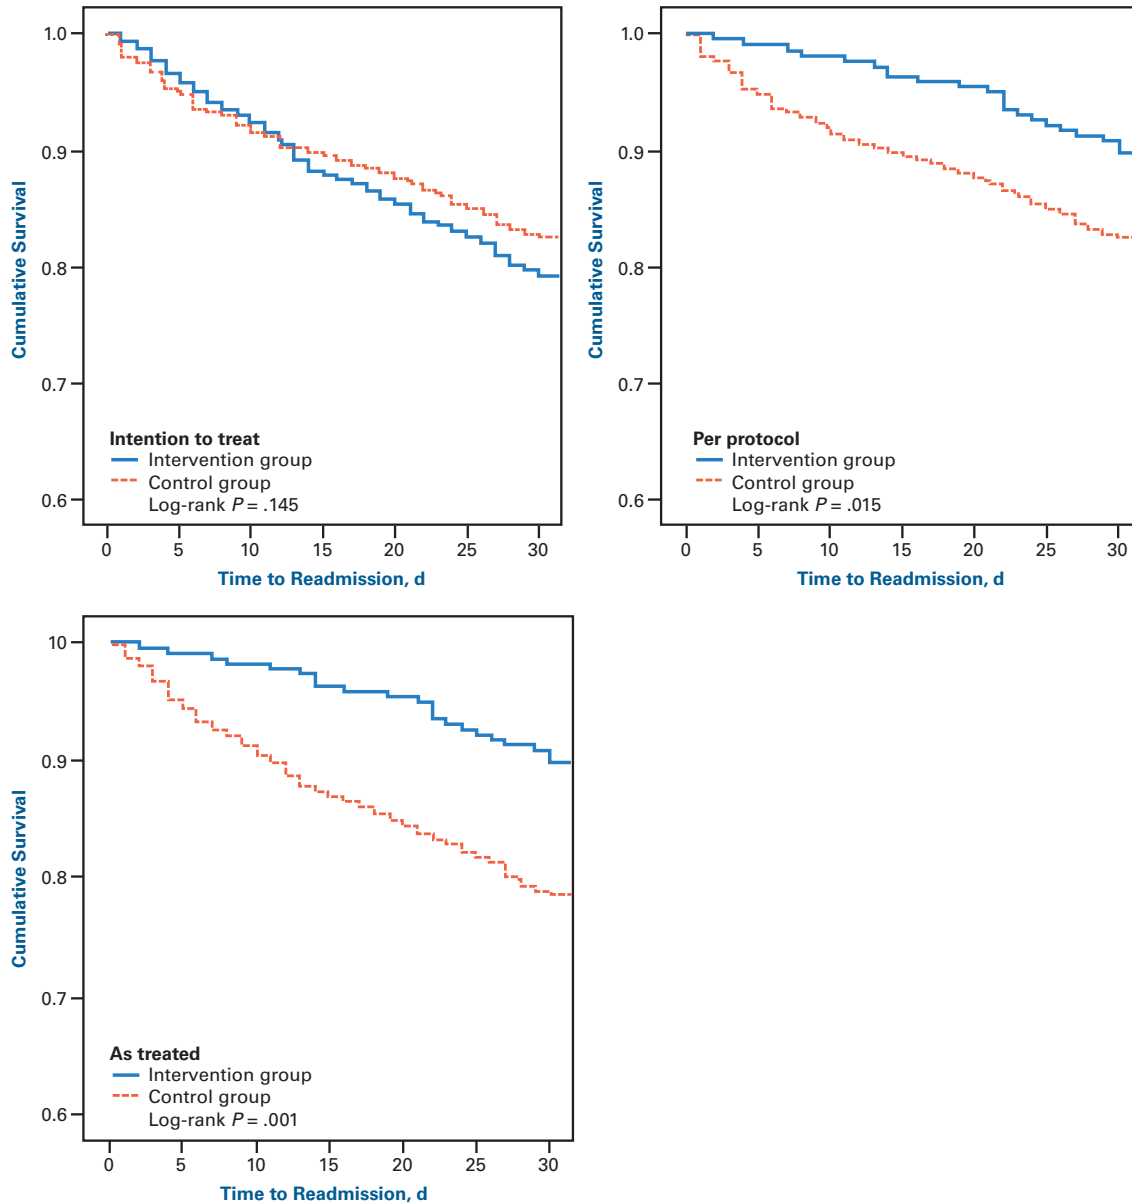 1.0
0.9
0.8
0.7
0.6
Cumulative Survival
Intention to treat
Intervention group
Control group
Log-rank P = .145
0 5 10 15 20 25 30
Time to Readmission, d
1.0
0.9
0.8
0.7
0.6
Cumulative Survival
Per protocol
Intervention group
Control group
Log-rank P = .015
0 5 10 15 20 25 30
Time to Readmission, d
10
0.9
0.8
0.7
0.6
Cumulative Survival
As treated
Intervention group
Control group
Log-rank P = .001
0 5 10 15 20 25 30
Time to Readmission, d